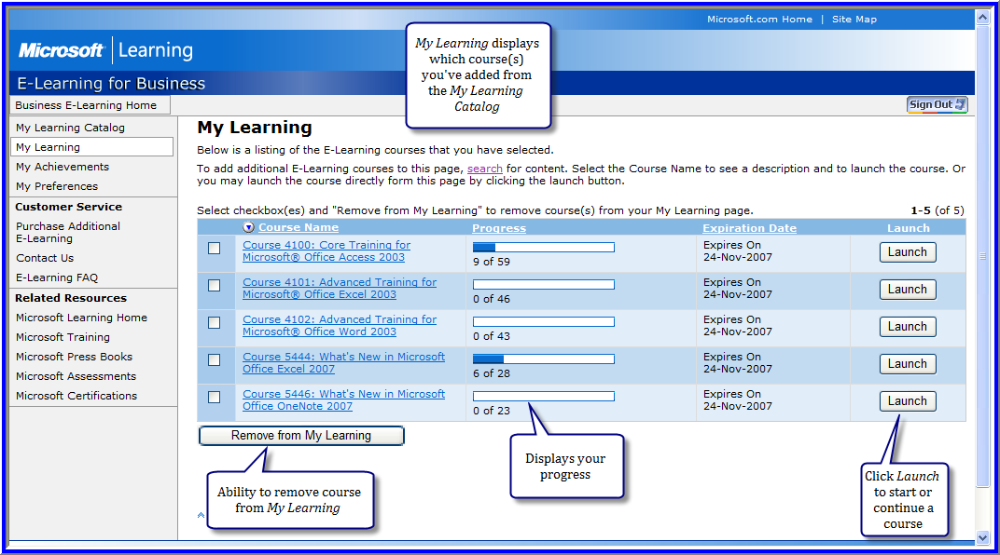 Microsoft.com Home | Site Map
Microsoft Learning
E-Learning for Business
Business E-Learning Home
Sign Out
My Learning Catalog
My Learning
My Achievements
My Preferences
Customer Service
Purchase Additional
E-Learning
Contact Us
E-Learning FAQ
Related Resources
Microsoft Learning Home
Microsoft Training
Microsoft Press Books
Microsoft Assessments
Microsoft Certifications
My Learning displays
which course(s)
you've added from
the My Learning
Catalog
My Learning
Below is a listing of the E-Learning courses that you have selected.
To add additional E-Learning courses to this page, search for content. Select the Course Name to see a description and to launch the course. Or
you may launch the course directly form this page by clicking the launch button.
Select checkbox(es) and "Remove from My Learning" to remove course(s) from your My Learning page. 1-5 (of 5)
Course Name Progress Expiration Date Launch
Course 4100: Core Training for
Microsoft® Office Access 2003
9 of 59
Expires On
24-Nov-2007
Launch
Course 4101: Advanced Training for
Microsoft® Office Excel 2003
0 of 46
Expires On
24-Nov-2007
Launch
Course 4102: Advanced Training for
Microsoft® Office Word 2003
0 of 43
Expires On
24-Nov-2007
Launch
Course 5444: What's New in Microsoft
Office Excel 2007
6 of 28
Expires On
24-Nov-2007
Launch
Course 5446: What's New in Microsoft
Office OneNote 2007
0 of 23
Expires On
24-Nov-2007
Launch
Remove from My Learning
Ability to remove course
from My Learning
Displays your
progress
Click Launch
to start or
continue a
course